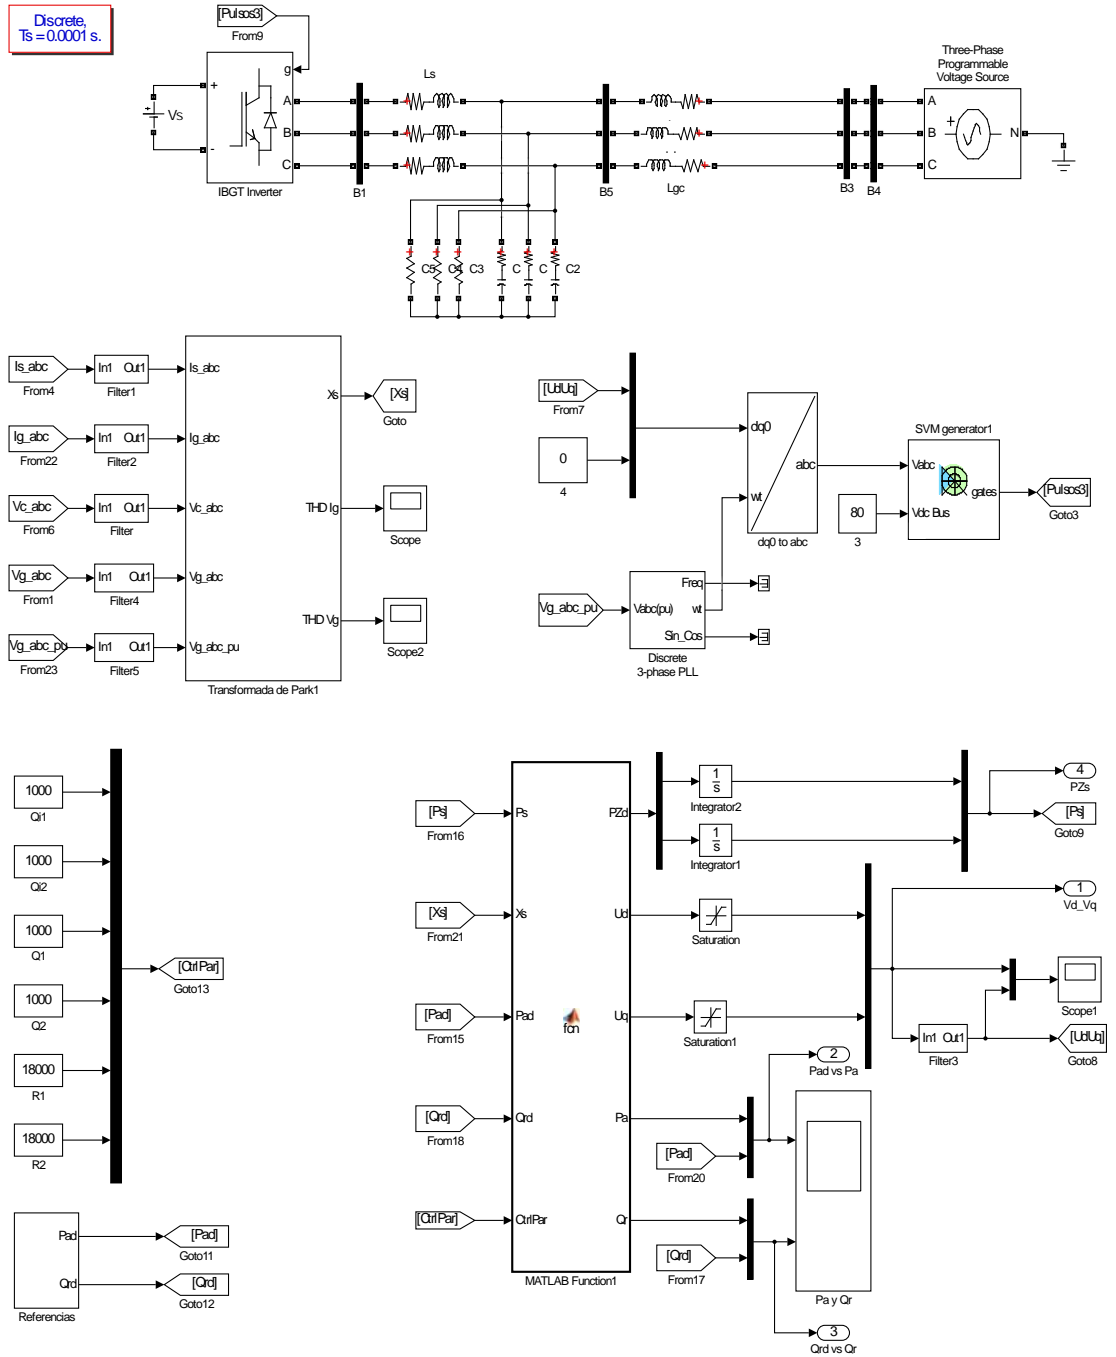 Discrete,
Ts = 0.0001 s.
[Pulsos3]
From9
g
A
B
C
+
-
Vs
IBGT Inverter
B1
Ls
B5
Lgc
B3
B4
Three-Phase
Programmable
Voltage Source
A
B
C
N
+
C5
C4
C3
C
C
C2
Is_abc
From4
In1 Out1
Filter1
Is_abc
Ig_abc
From22
In1 Out1
Filter2
Ig_abc
Vc_abc
From6
In1 Out1
Filter
Vc_abc
Vg_abc
From1
In1 Out1
Filter4
Vg_abc
Vg_abc_pu
From23
In1 Out1
Filter5
Vg_abc_pu
Xs
THD Ig
THD Vg
Transformada de Park1
[Xs]
Goto
Scope
Scope2
[UdUq]
From7
0
4
dq0
wt
abc
dq0 to abc
Vg_abc_pu
Vabc(pu)
Freq
wt
Sin_Cos
Discrete
3-phase PLL
80
3
SVM generator1
Vabc
Vdc Bus
gates
[Pulsos3]
Goto3
1000
Qi1
1000
Qi2
1000
Q1
1000
Q2
18000
R1
18000
R2
[CtrlPar]
Goto13
Pad
Qrd
Referencias
[Pad]
Goto11
[Qrd]
Goto12
[Ps]
From16
[Xs]
From21
[Pad]
From15
[Qrd]
From18
[CtrlPar]
Ps
Xs
Pad
Qrd
CtrlPar
fcn
PZd
Ud
Uq
Pa
Qr
MATLAB Function1
1
s
Integrator2
1
s
Integrator1
4
PZs
[Ps]
Goto9
Saturation
Saturation1
1
Vd_Vq
In1 Out1
Filter3
Scope1
[UdUq]
Goto8
2
Pad vs Pa
[Pad]
From20
[Qrd]
From17
Pa y Qr
3
Qrd vs Qr